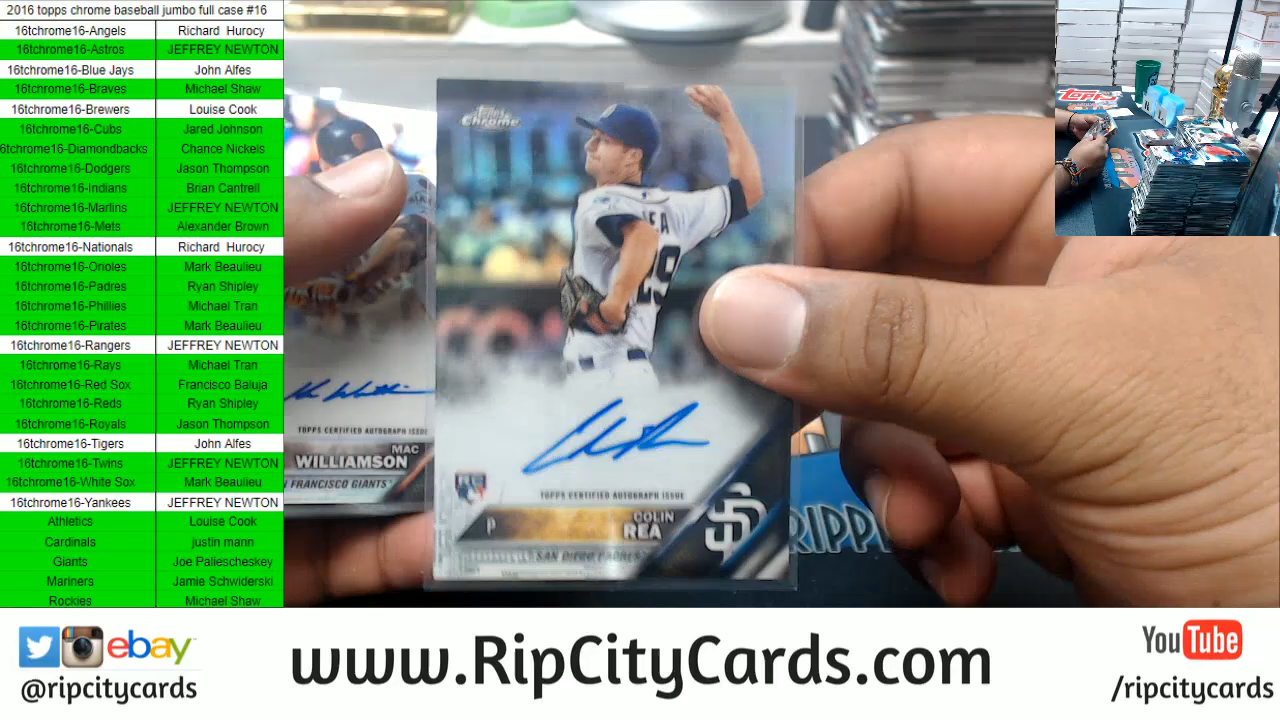 2016 topps chrome baseball jumbo full case #16
16tchrome16-Angels Richard Hurocy
16tchrome16-Astros JEFFREY NEWTON
16tchrome16-Blue Jays John Alfes
16tchrome16-Braves Michael Shaw
16tchrome16-Brewers Louise Cook
16tchrome16-Cubs Jared Johnson
6tchrome16-Diamondbacks Chance Nickels
16tchrome16-Dodgers Jason Thompson
16tchrome16-Indians Brian Cantrell
16tchrome16-Marlins JEFFREY NEWTON
16tchrome16-Mets Alexander Brown
16tchrome16-Nationals Richard Hurocy
16tchrome16-Orioles Mark Beaulieu
16tchrome16-Padres Ryan Shipley
16tchrome16-Phillies Michael Tran
16tchrome16-Pirates Mark Beaulieu
16tchrome16-Rangers JEFFREY NEWTON
16tchrome16-Rays Michael Tran
16tchrome16-Red Sox Francisco Baluja
16tchrome16-Reds Ryan Shipley
16tchrome16-Royals Jason Thompson
16tchrome16-Tigers John Alfes
16tchrome16-Twins JEFFREY NEWTON
16tchrome16-White Sox Mark Beaulieu
16tchrome16-Yankees JEFFREY NEWTON
Athletics Louise Cook
Cardinals justin mann
Giants Joe Paliescheskey
Mariners Jamie Schwiderski
Rockies Michael Shaw
Topps
Chrome
EA
29
TOPPS CERTIFIED AUTOGRAPH ISSUE
MAC
WILLIAMSON
N FRANCISCO GIANTS
TOPPS CERTIFIED AUTOGRAPH ISSUE
P
COLIN
REA
SAN DIEGO PADRES
SD
RIPP
TOPPS
ebay
@ripcitycards
www.RipCityCards.com
YouTube
/ripcitycards